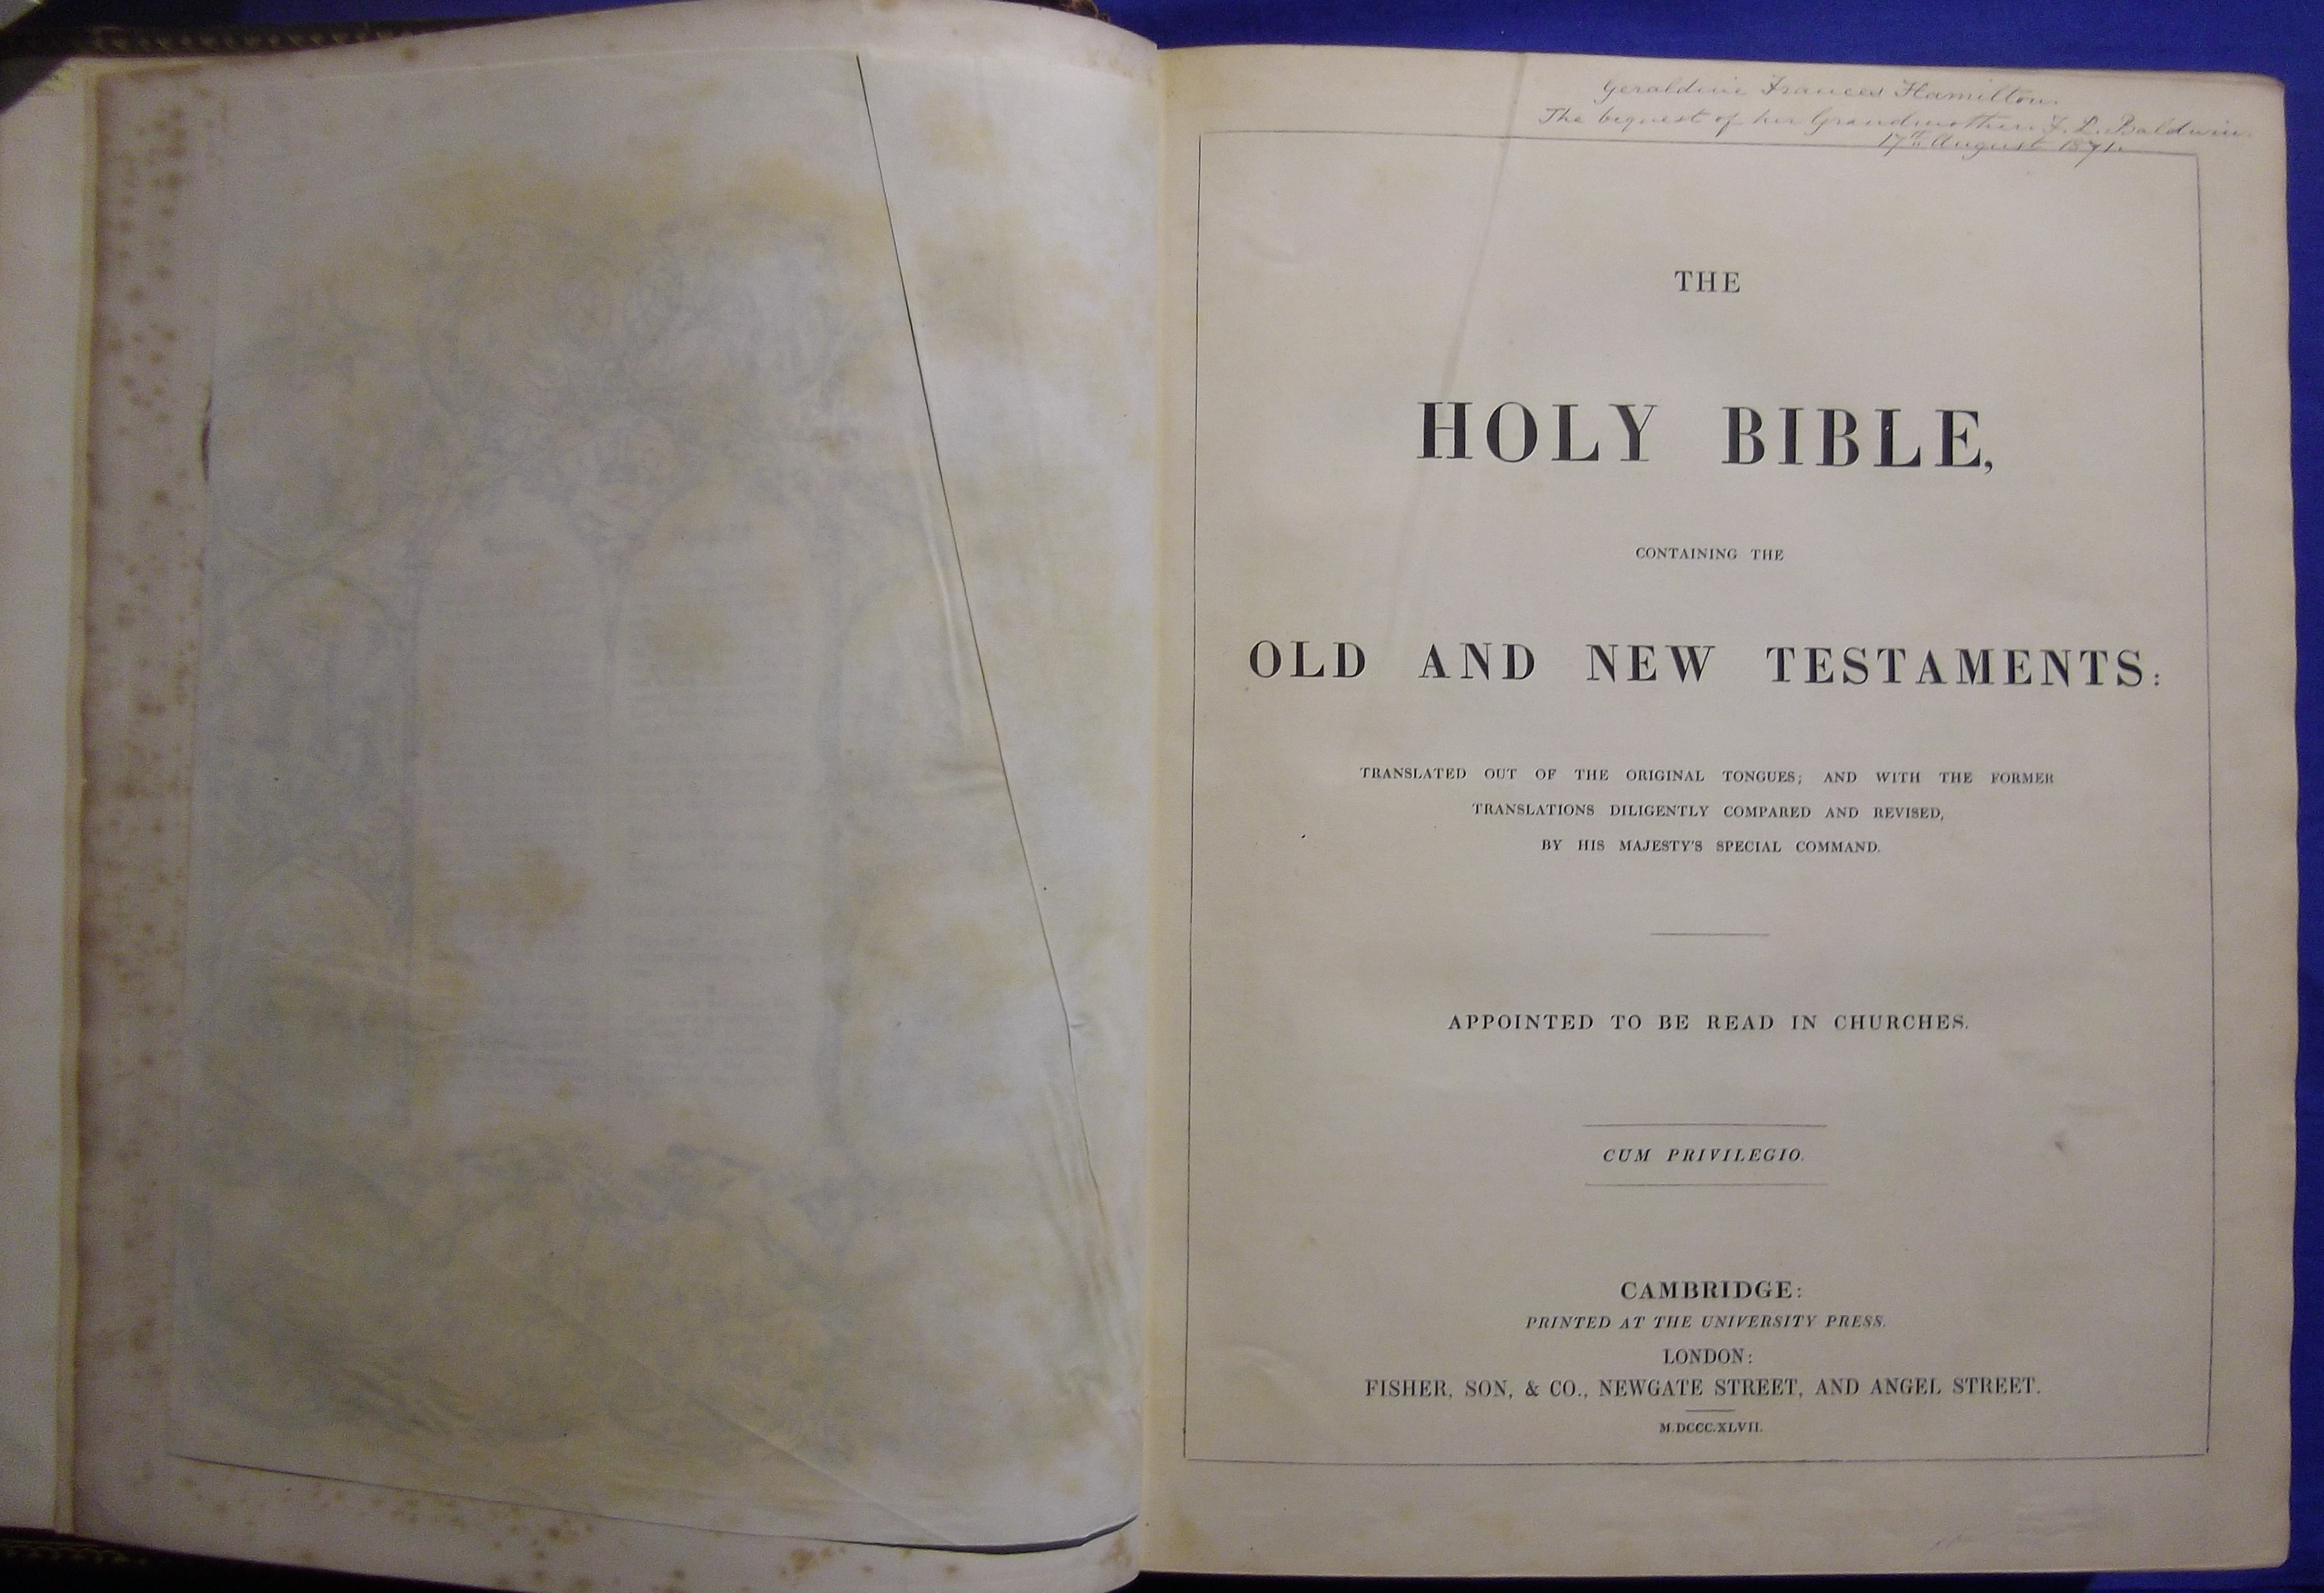 Geraldine Frances Hamilton.
The bequest of her Grandmother F. L. Baldwin.
17th August 1871.
THE
HOLY BIBLE,
CONTAINING THE
OLD AND NEW TESTAMENTS:
TRANSLATED OUT OF THE ORIGINAL TONGUES; AND WITH THE FORMER
TRANSLATIONS DILIGENTLY COMPARED AND REVISED,
BY HIS MAJESTY'S SPECIAL COMMAND.
APPOINTED TO BE READ IN CHURCHES.
CUM PRIVILEGIO.
CAMBRIDGE:
PRINTED AT THE UNIVERSITY PRESS.
LONDON:
FISHER, SON, & CO., NEWGATE STREET, AND ANGEL STREET.
M.DCCC.XLVII.